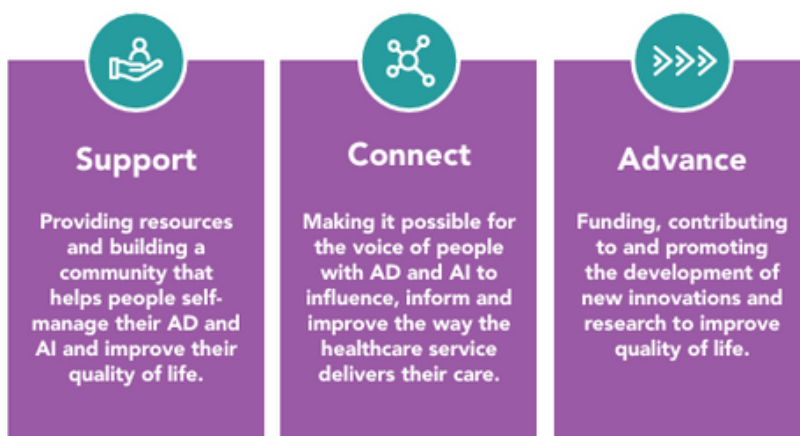 Support
Providing resources
and building a
community that
helps people self-
manage their AD and
AI and improve their
quality of life.
Connect
Making it possible for
the voice of people
with AD and AI to
influence, inform and
improve the way the
healthcare service
delivers their care.
Advance
Funding, contributing
to and promoting
the development of
new innovations and
research to improve
quality of life.